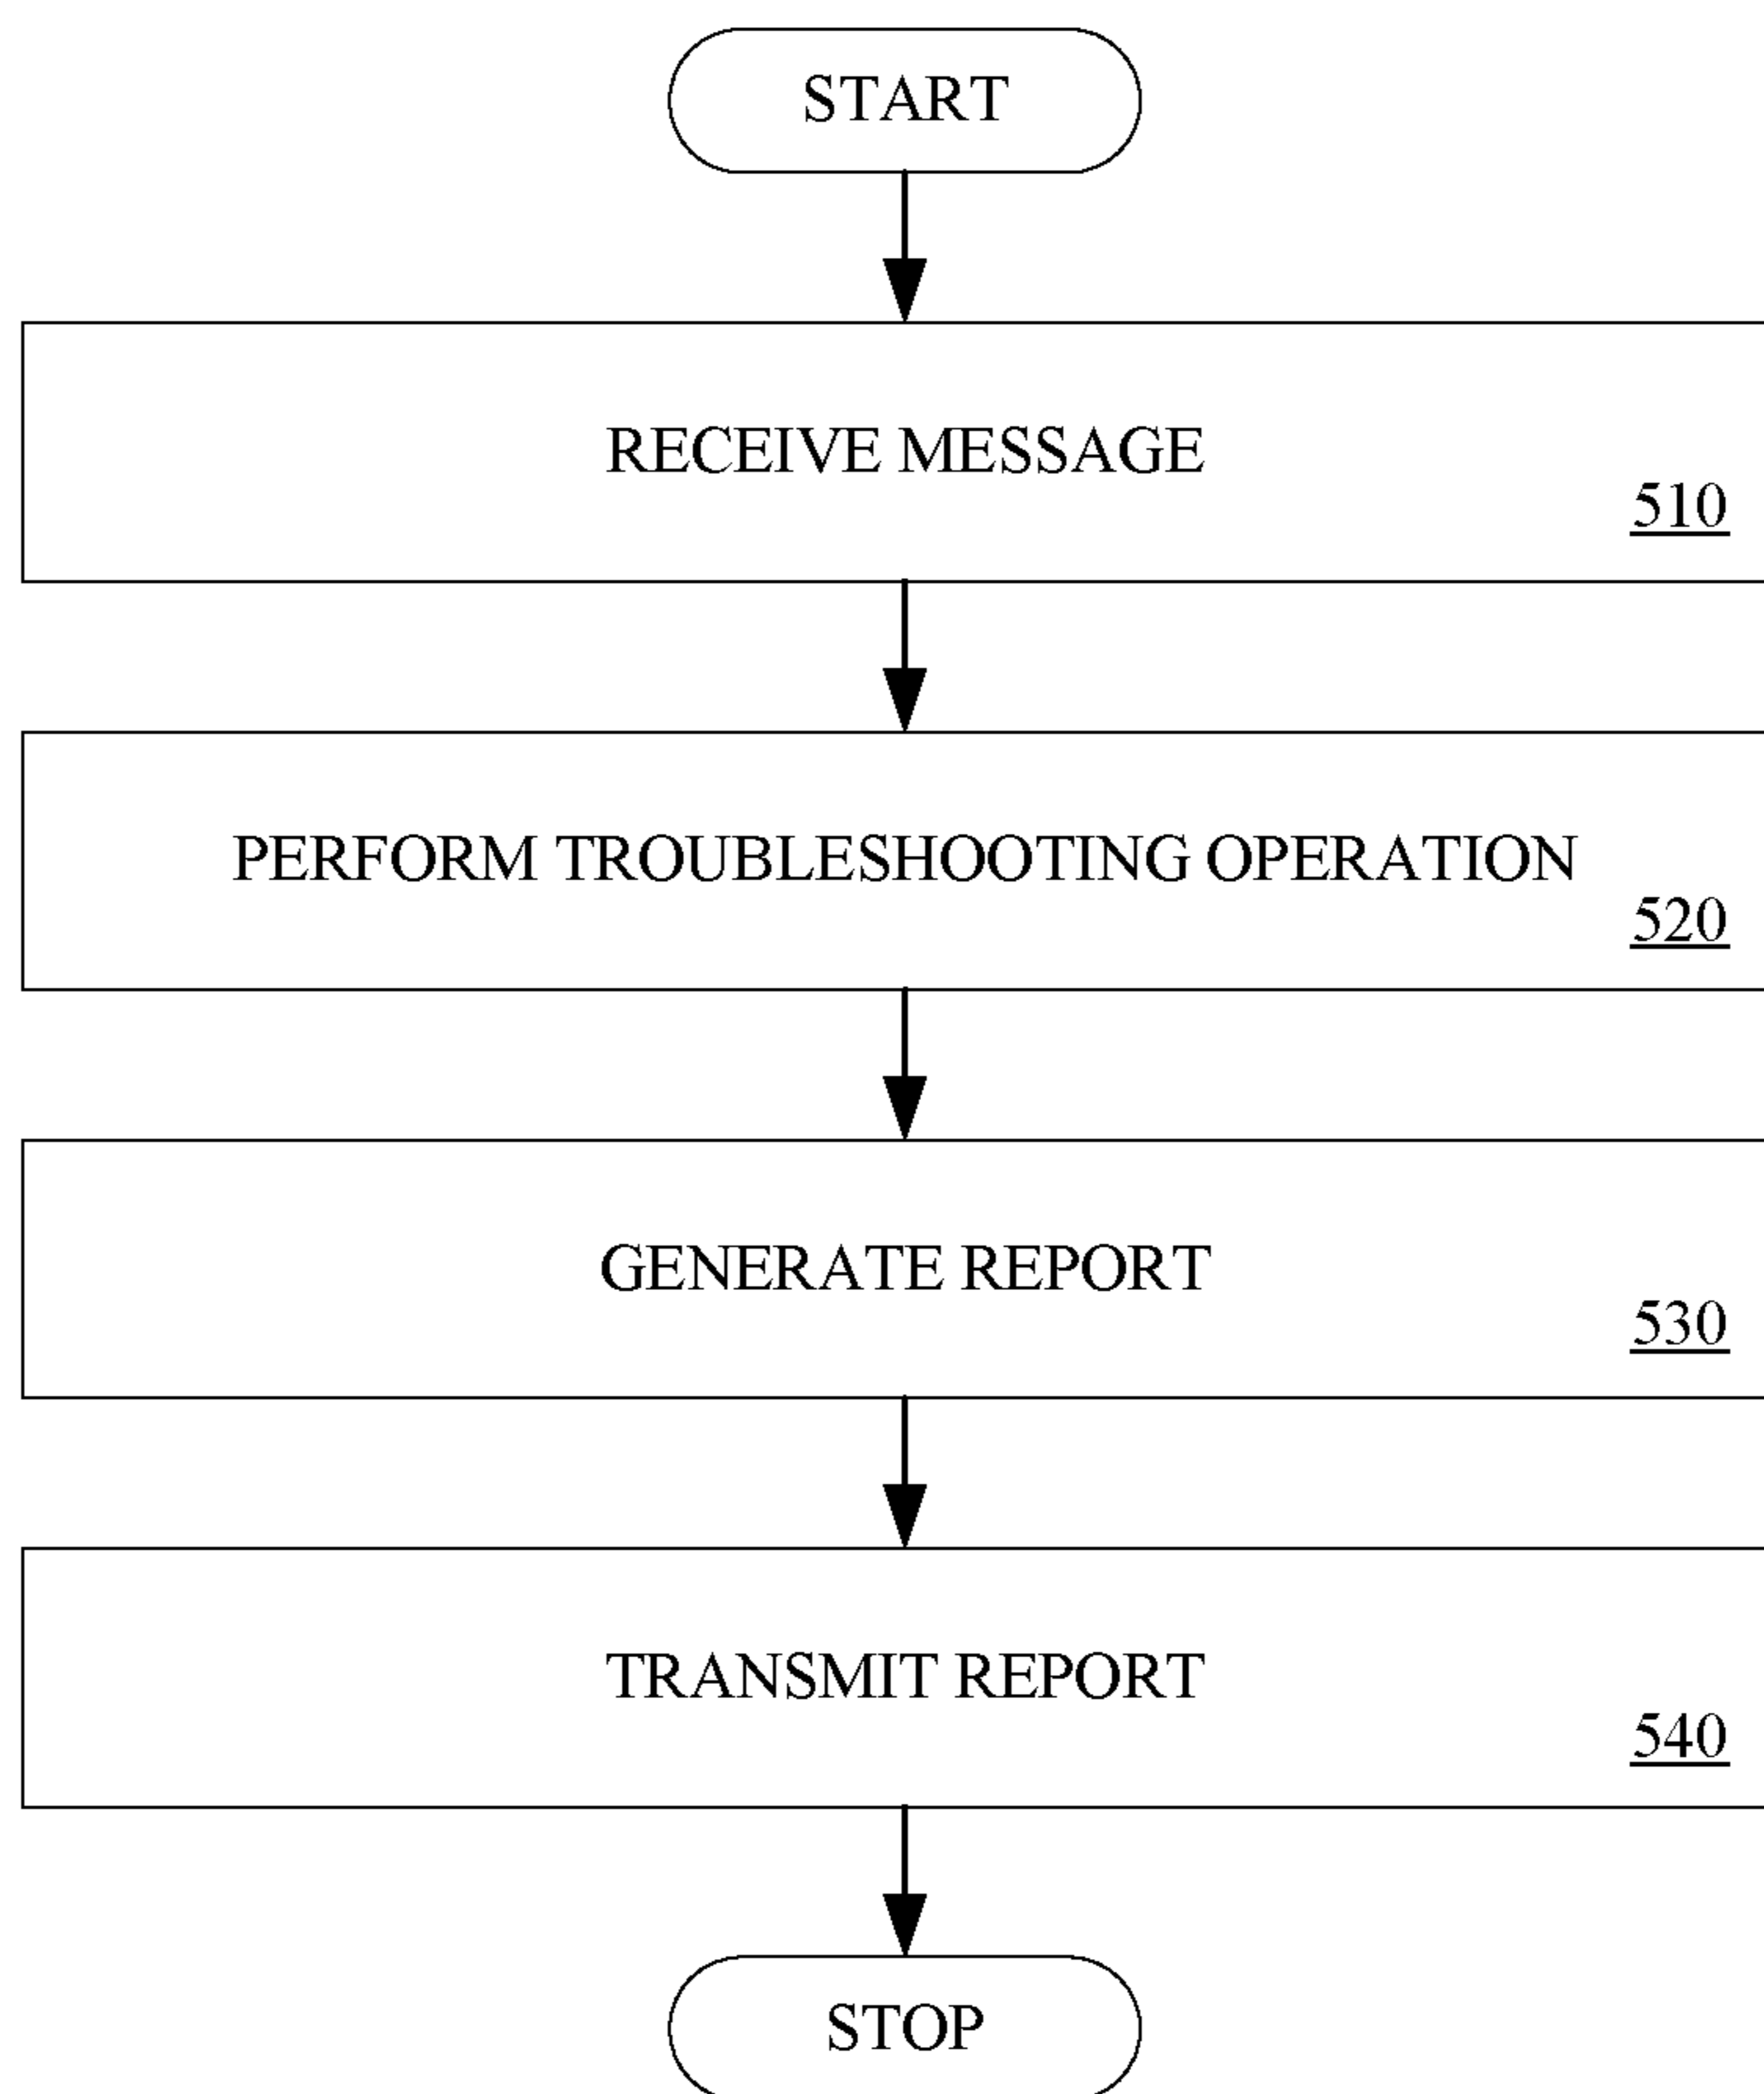 START
RECEIVE MESSAGE
510
PERFORM TROUBLESHOOTING OPERATION
520
GENERATE REPORT
530
TRANSMIT REPORT
540
STOP